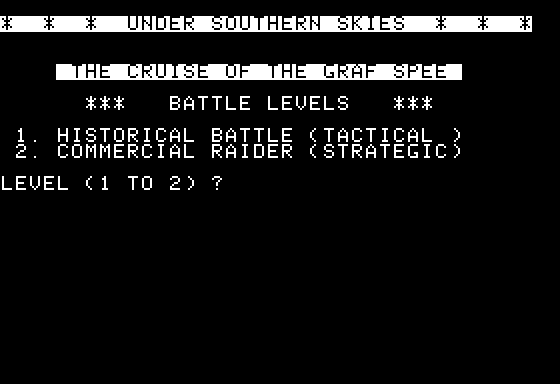 * * * UNDER SOUTHERN SKIES * * *
THE CRUISE OF THE GRAF SPEE
*** BATTLE LEVELS ***
1. HISTORICAL BATTLE (TACTICAL )
2. COMMERCIAL RAIDER (STRATEGIC)
LEVEL (1 TO 2) ?